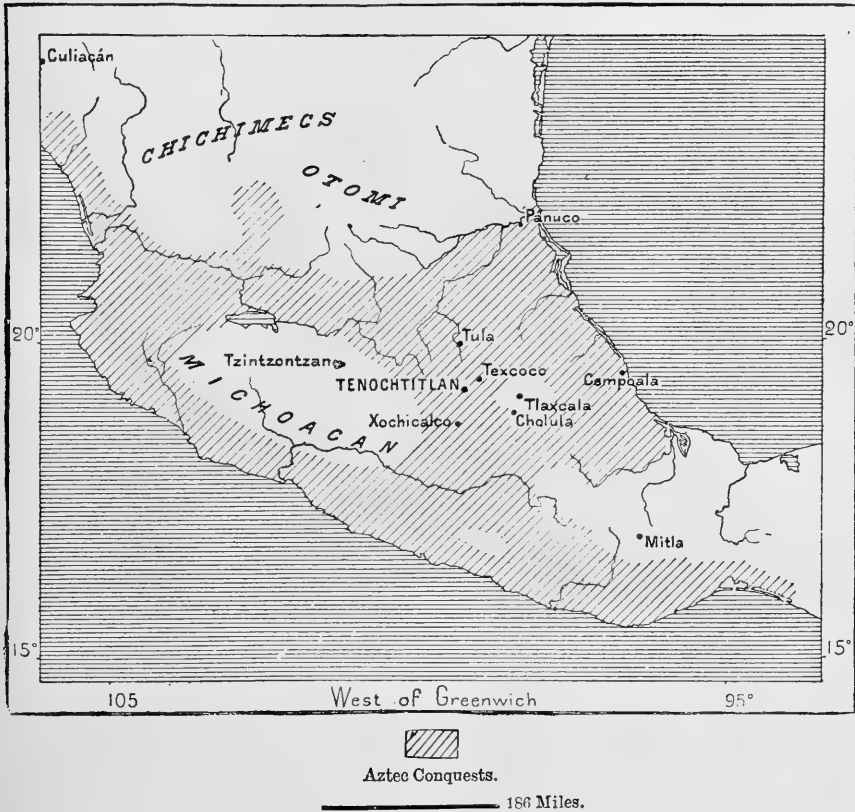 Culiacán
CHICHIMECS
OTOMI
Panuco
20°
20°
Tula
MICHOACAN
Tzintzontzan
Texcoco
Cempoala
TENOCHTITLAN
Tlaxcala
Xochicalco
Cholula
Mitla
15°
15°
105
West of Greenwich
95°
Aztec Conquests.
186 Miles.